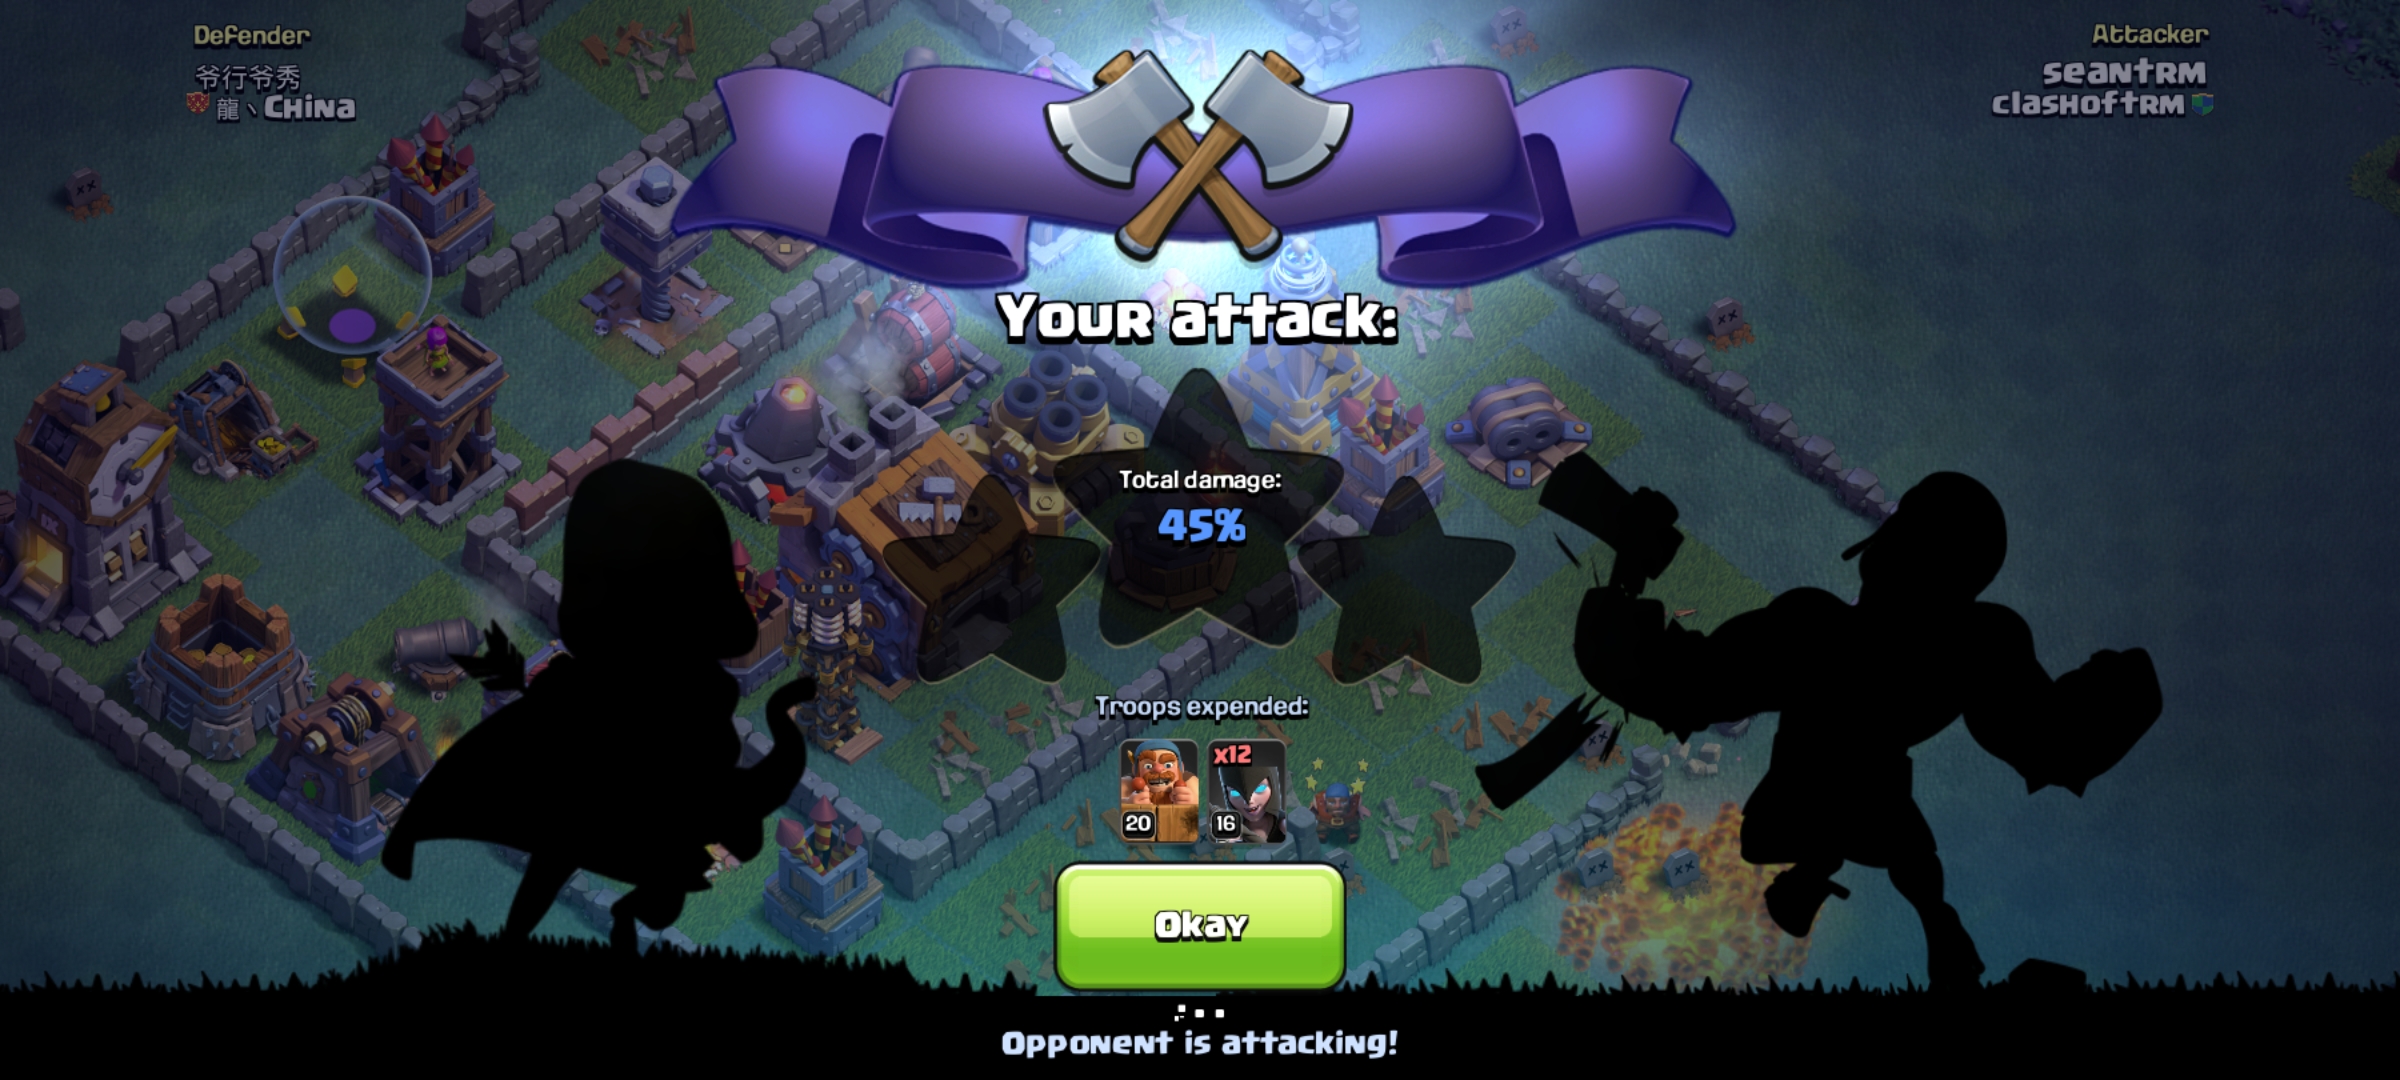 Defender
爷行爷秀
龍丶China
Attacker
seantRM
clashoftRM
Your attack:
Total damage:
45%
Troops expended:
x12
20
16
Okay
Opponent is attacking!